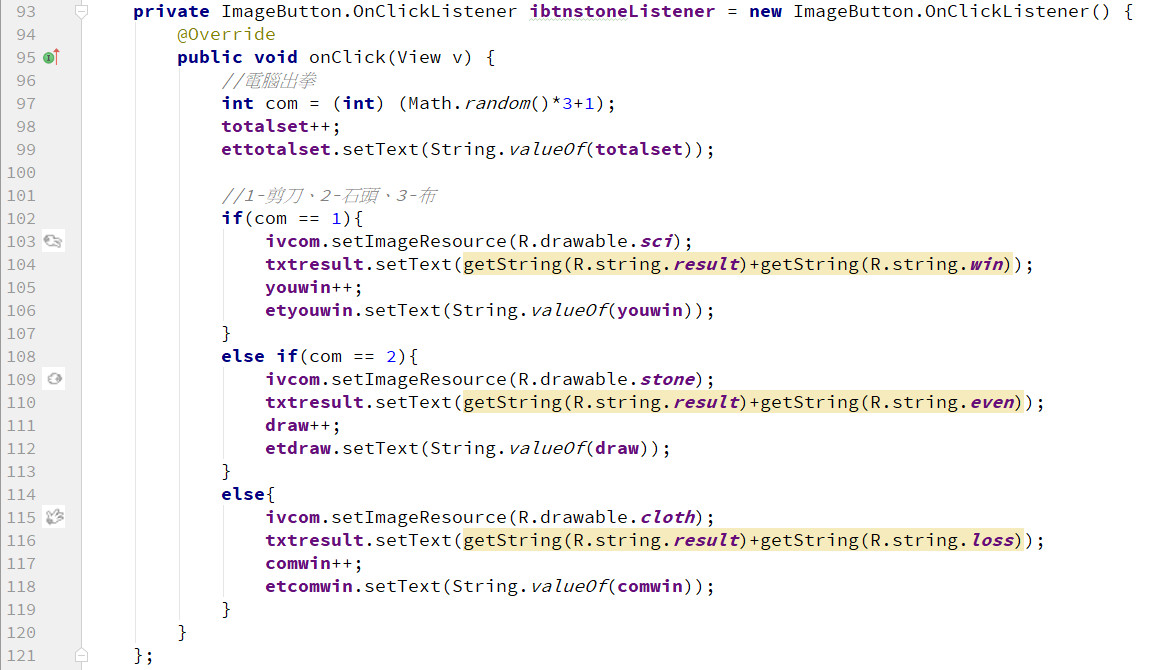 93 private ImageButton.OnClickListener ibtnstoneListener = new ImageButton.OnClickListener() {
94 @Override
95 public void onClick(View v) {
96 //電腦出拳
97 int com = (int) (Math.random()*3+1);
98 totalset++;
99 ettotalset.setText(String.valueOf(totalset));
100
101 //1-剪刀、2-石頭、3-布
102 if(com == 1){
103 ivcom.setImageResource(R.drawable.sci);
104 txtresult.setText(getString(R.string.result)+getString(R.string.win));
105 youwin++;
106 etyouwin.setText(String.valueOf(youwin));
107 }
108 else if(com == 2){
109 ivcom.setImageResource(R.drawable.stone);
110 txtresult.setText(getString(R.string.result)+getString(R.string.even));
111 draw++;
112 etdraw.setText(String.valueOf(draw));
113 }
114 else{
115 ivcom.setImageResource(R.drawable.cloth);
116 txtresult.setText(getString(R.string.result)+getString(R.string.loss));
117 comwin++;
118 etcomwin.setText(String.valueOf(comwin));
119 }
120 }
121 };